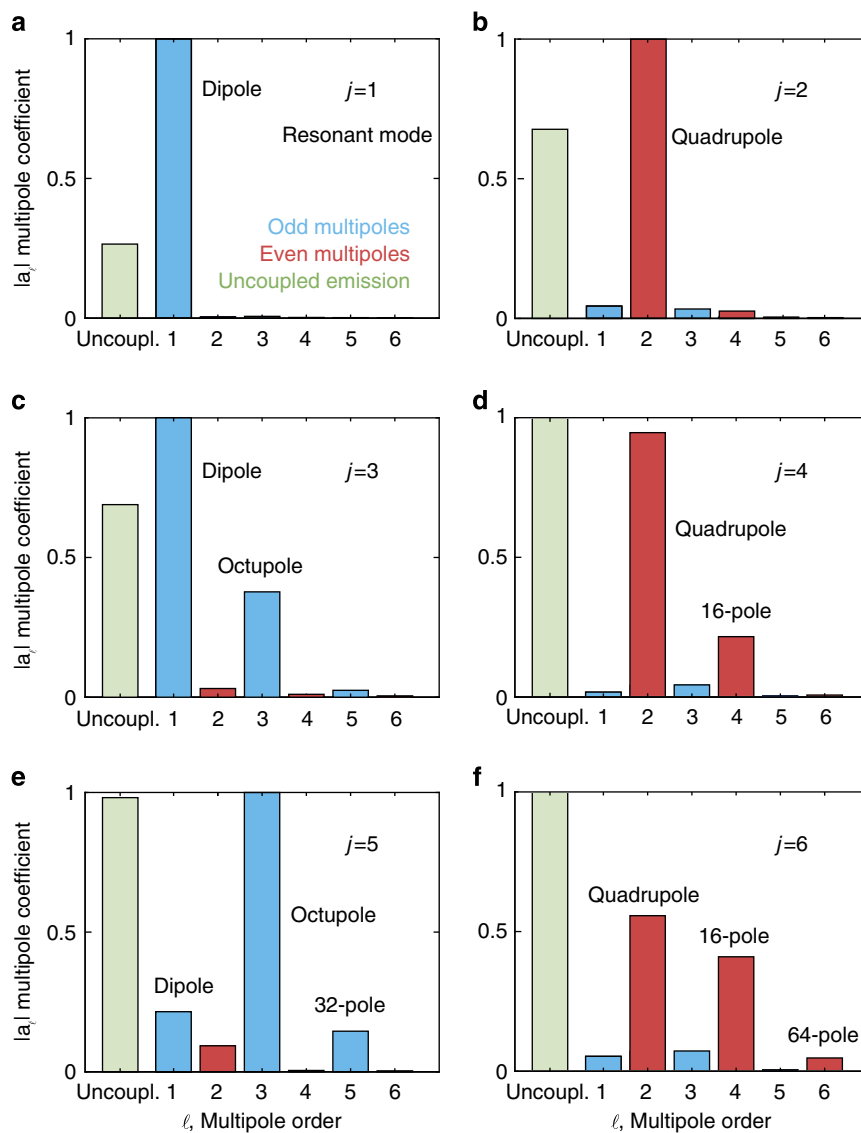 a
1
0.5
0
|aℓ| multipole coefficient
Dipole
j=1
Resonant mode
Odd multipoles
Even multipoles
Uncoupled emission
Uncoupl. 1 2 3 4 5 6
b
1
0.5
0
j=2
Quadrupole
Uncoupl. 1 2 3 4 5 6
c
1
0.5
0
|aℓ| multipole coefficient
Dipole
j=3
Octupole
Uncoupl. 1 2 3 4 5 6
d
1
0.5
0
j=4
Quadrupole
16-pole
Uncoupl. 1 2 3 4 5 6
e
1
0.5
0
|aℓ| multipole coefficient
j=5
Octupole
Dipole
32-pole
Uncoupl. 1 2 3 4 5 6
ℓ, Multipole order
f
1
0.5
0
j=6
Quadrupole
16-pole
64-pole
Uncoupl. 1 2 3 4 5 6
ℓ, Multipole order